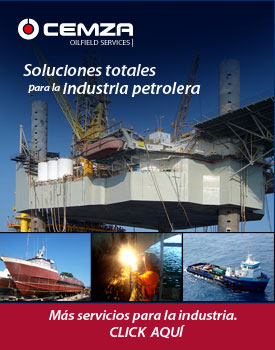 CEMZA
OILFIELD SERVICES |
Soluciones totales
para la industria petrolera
Más servicios para la industria.
CLICK AQUÍ